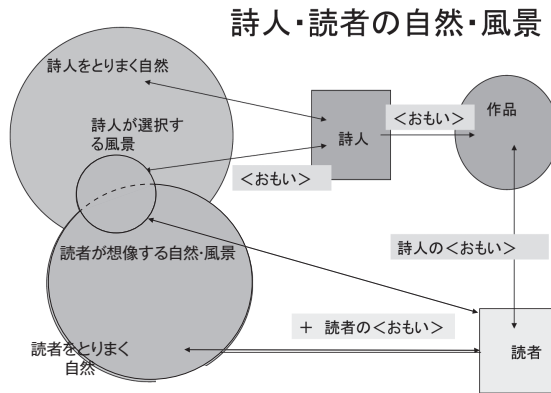 詩人・読者の自然・風景
詩人をとりまく自然
詩人が選択す
る風景
詩人
<おもい>
作品
<おもい>
読者が想像する自然・風景
詩人の<おもい>
+ 読者の<おもい>
読者をとりまく
自然
読者